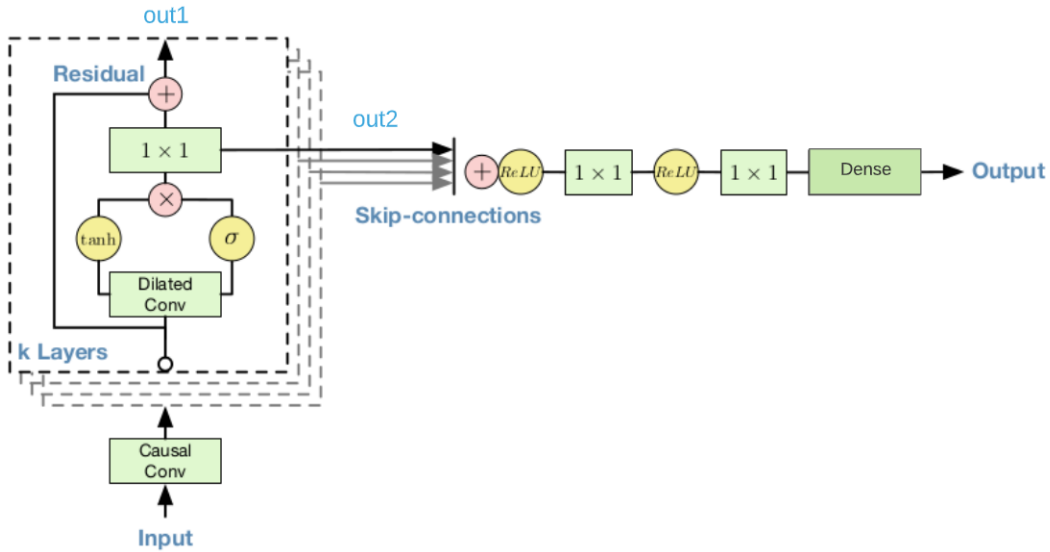 out1
Residual
+
1 × 1
×
tanh
σ
Dilated
Conv
k Layers
Causal
Conv
Input
out2
Skip-connections
+
ReLU
1 × 1
ReLU
1 × 1
Dense
Output